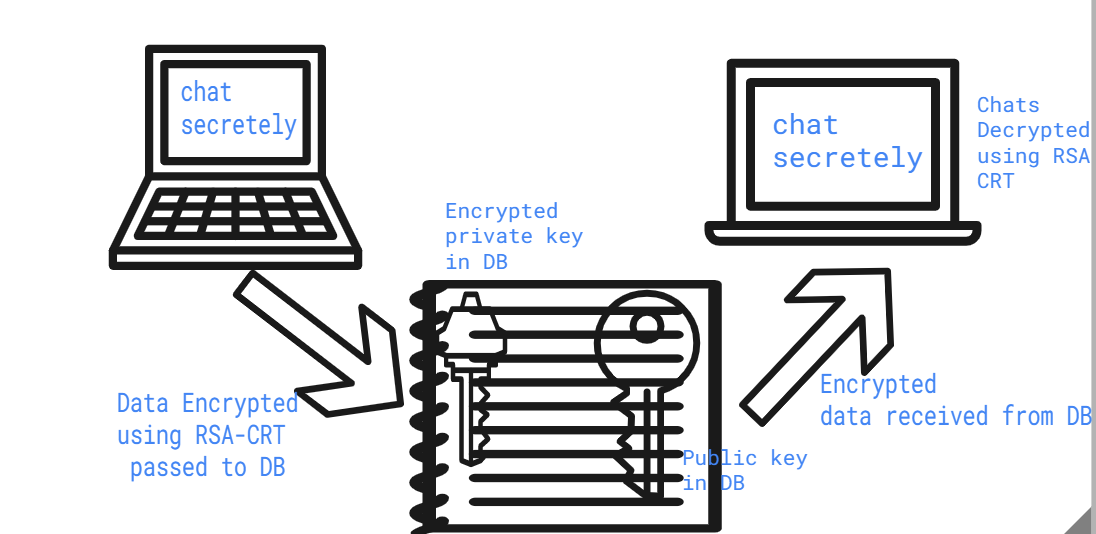 chat
secretely
chat
secretely
Chats
Decrypted
using RSA
CRT
Encrypted
private key
in DB
Data Encrypted
using RSA-CRT
passed to DB
Encrypted
data received from DB
Public key
in DB